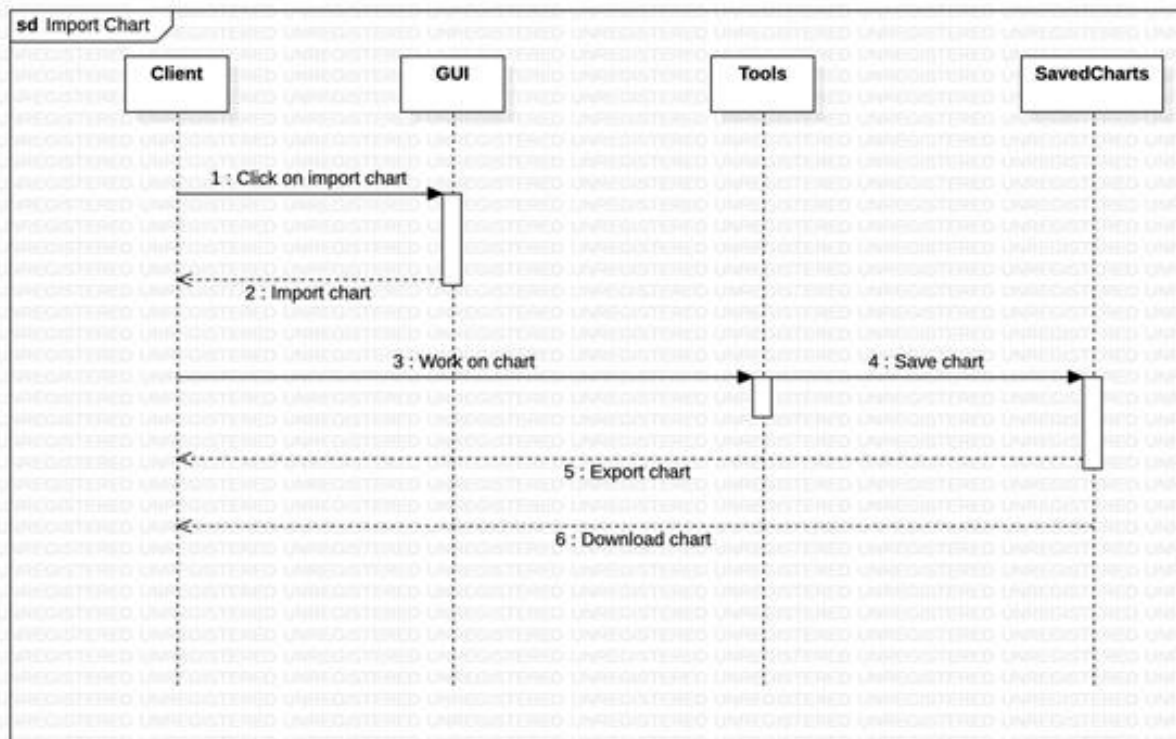 sd Import Chart
Client
GUI
Tools
SavedCharts
1 : Click on import chart
2 : Import chart
3 : Work on chart
4 : Save chart
5 : Export chart
6 : Download chart
UNREGISTERED